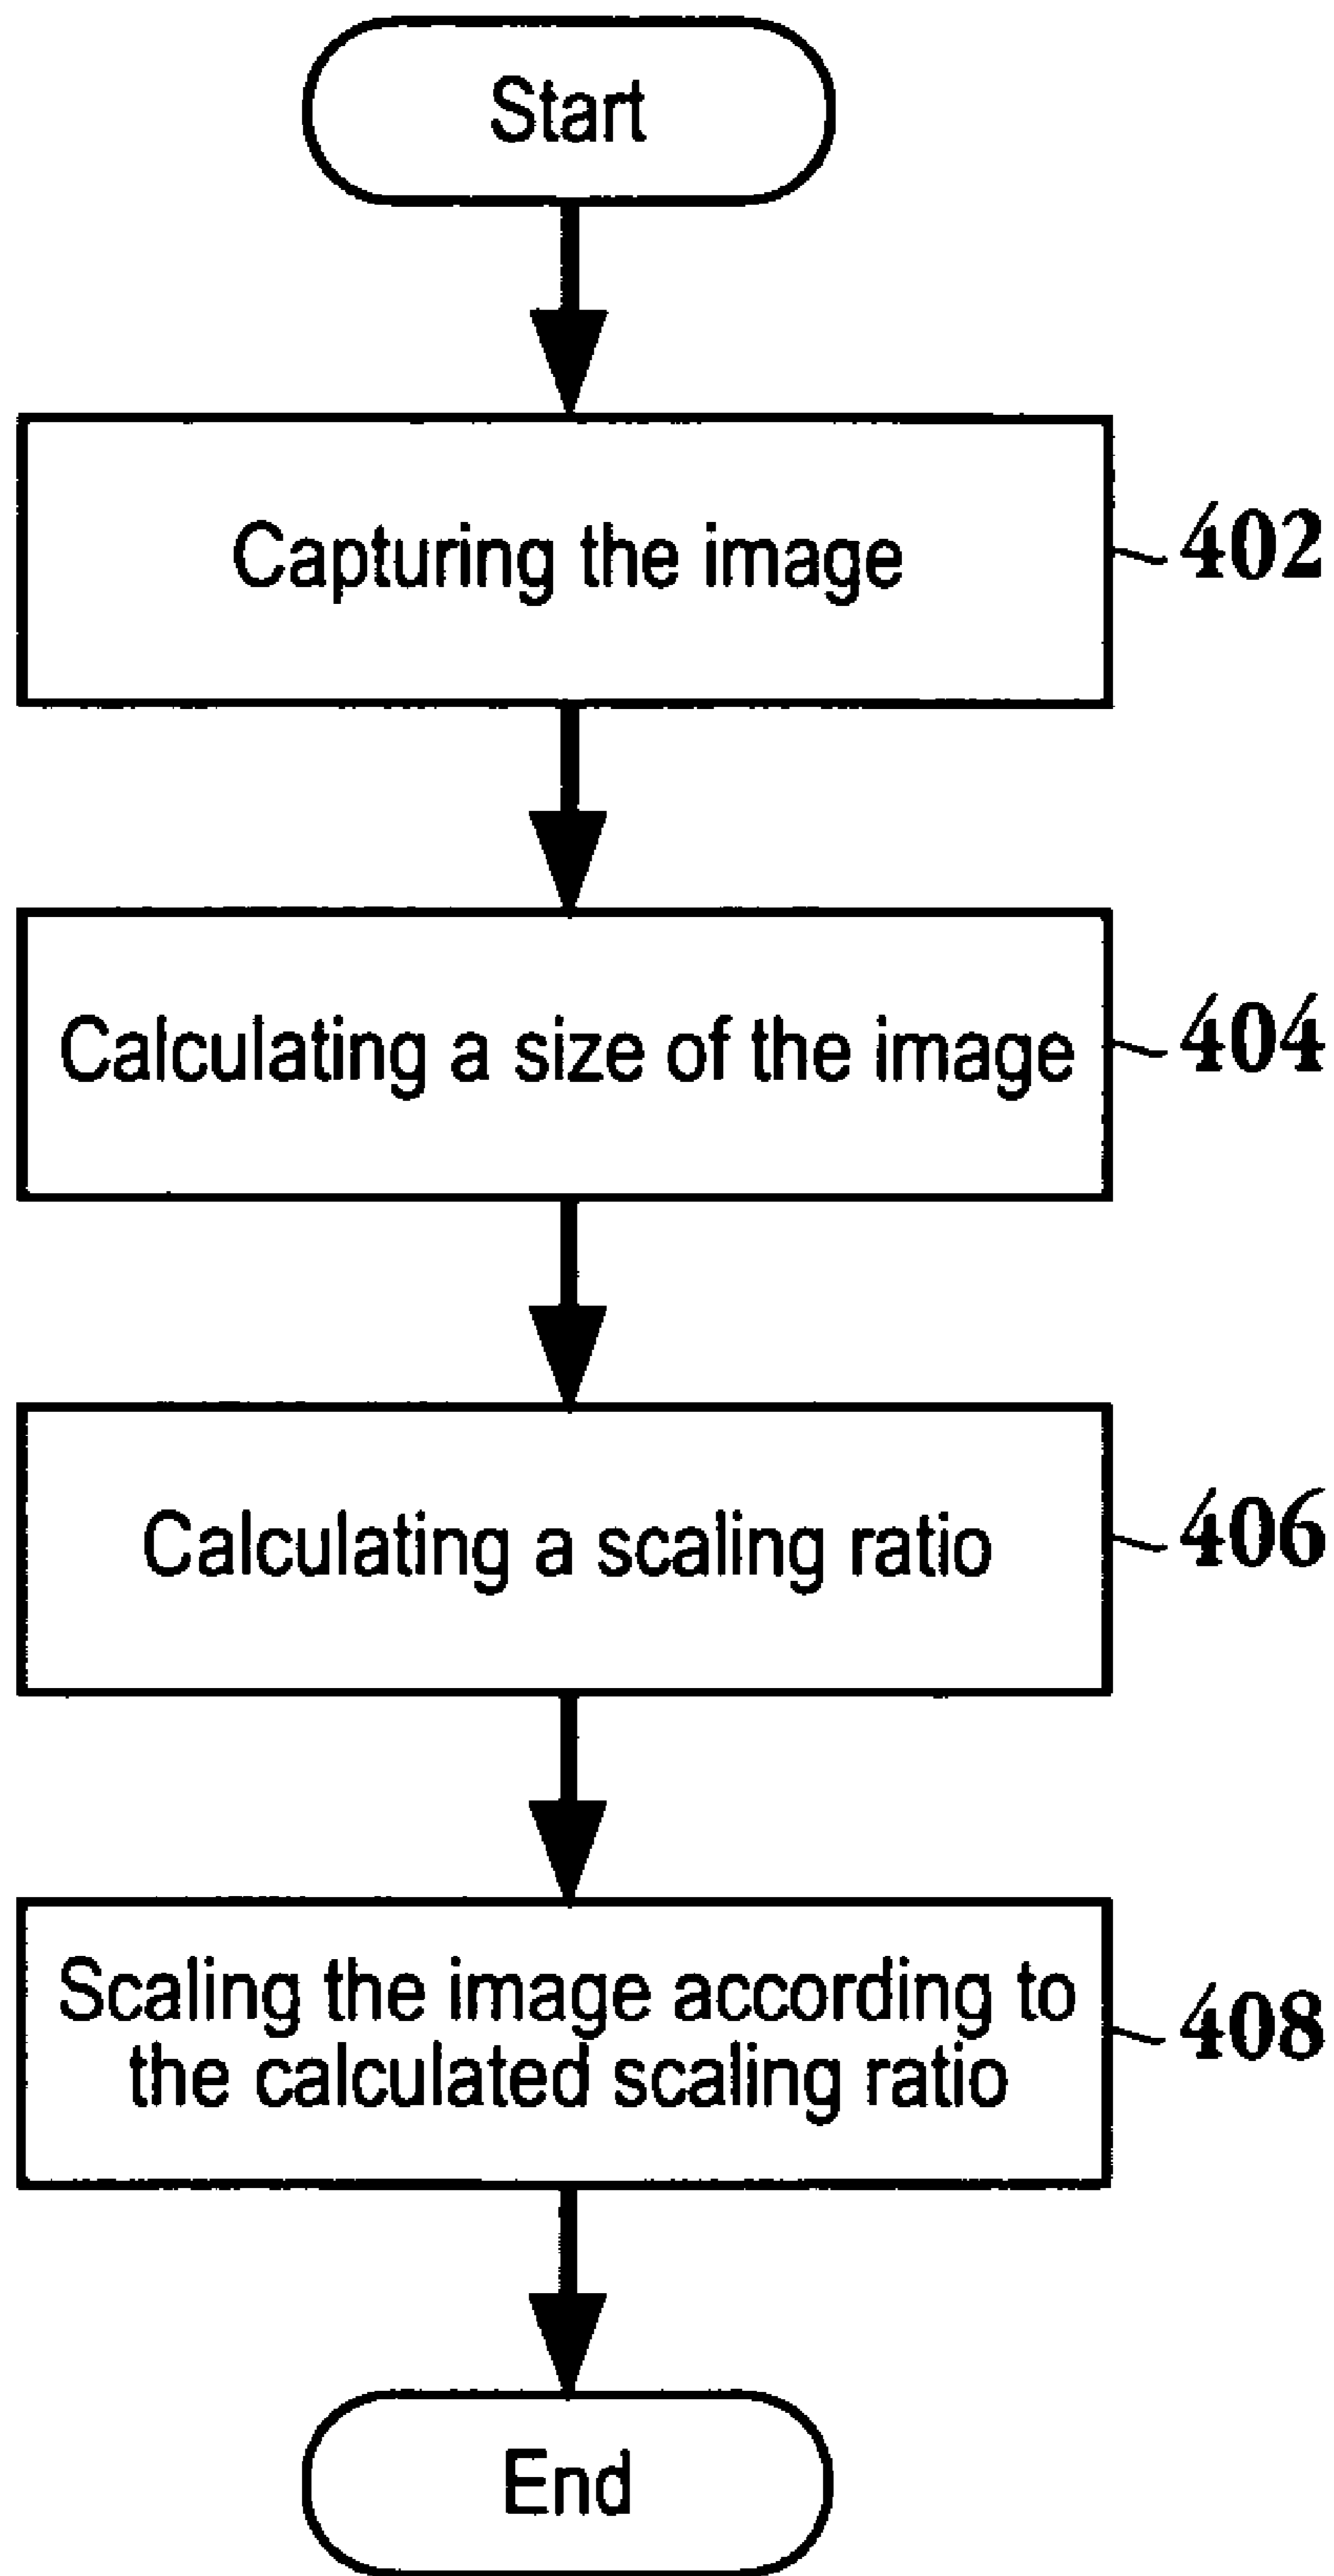 Start
Capturing the image
402
Calculating a size of the image
404
Calculating a scaling ratio
406
Scaling the image according to
the calculated scaling ratio
408
End